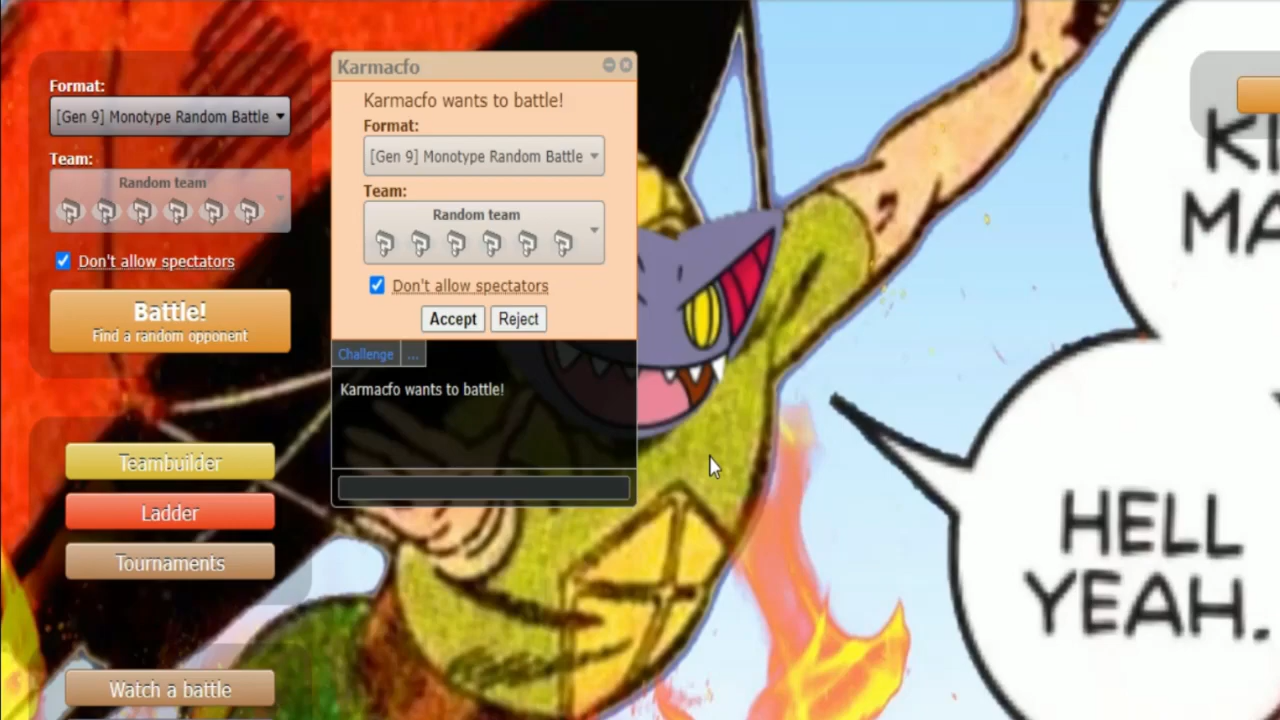 Format:
[Gen 9] Monotype Random Battle
Team:
Random team
Don't allow spectators
Battle!
Find a random opponent
Teambuilder
Ladder
Tournaments
Watch a battle
Karmacfo
Karmacfo wants to battle!
Format:
[Gen 9] Monotype Random Battle
Team:
Random team
Don't allow spectators
Accept Reject
Challenge ...
Karmacfo wants to battle!
HELL
YEAH.